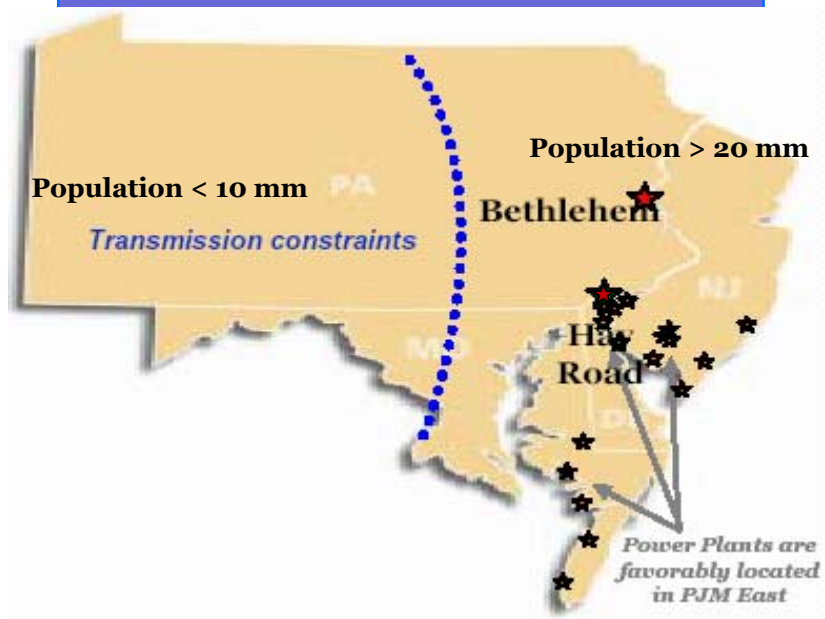 Population > 20 mm
Population < 10 mm
PA
Bethlehem
Transmission constraints
NJ
Hay
Road
MD
DE
Power Plants are
favorably located
in PJM East